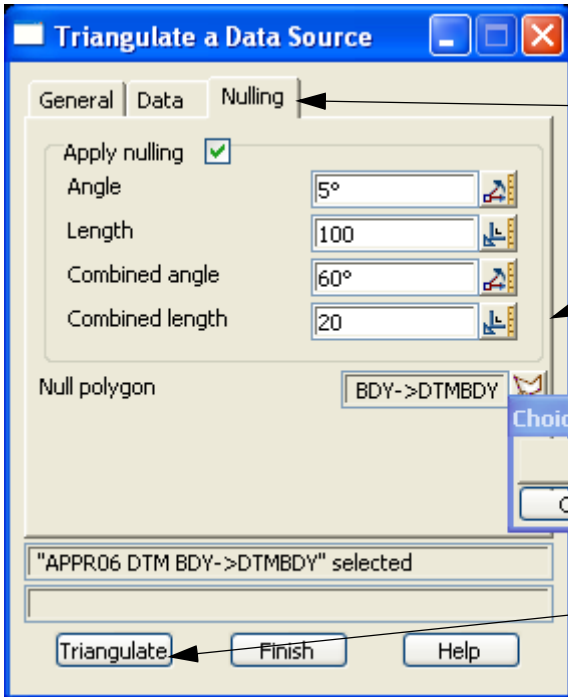 Triangulate a Data Source
General Data Nulling
Apply nulling
Angle 5°
Length 100
Combined angle 60°
Combined length 20
Null polygon BDY->DTMBDY
"APPR06 DTM BDY->DTMBDY" selected
Triangulate Finish Help